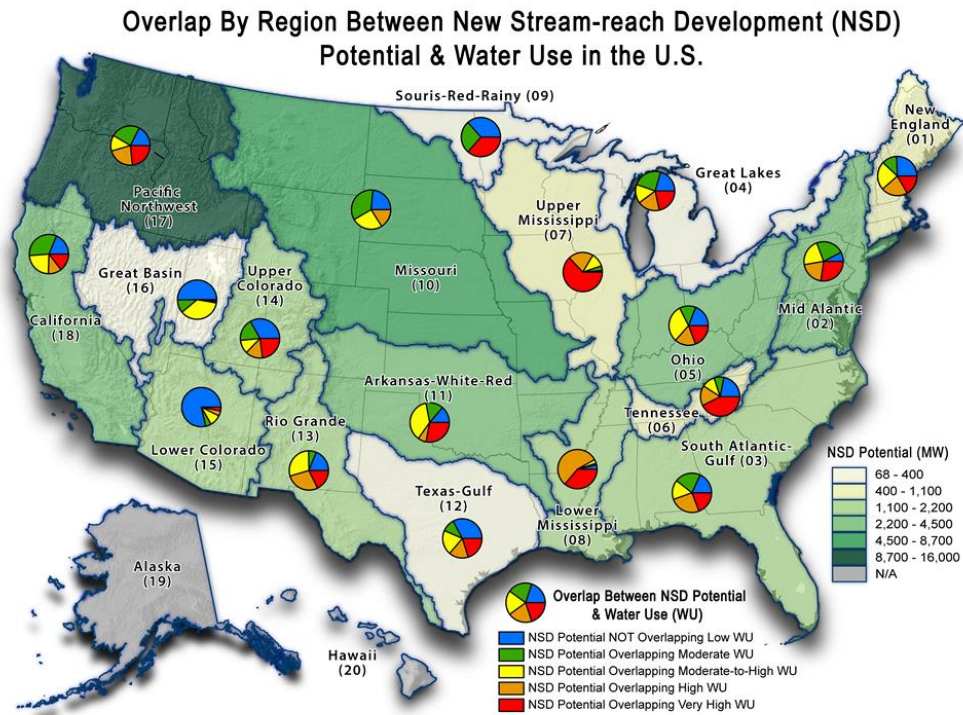 Overlap By Region Between New Stream-reach Development (NSD)
Potential & Water Use in the U.S.
Souris-Red-Rainy (09)
New
England
(01)
Great Lakes
(04)
Pacific
Northwest
(17)
Upper
Mississippi
(07)
Great Basin
(16)
Upper
Colorado
(14)
Missouri
(10)
California
(18)
Mid Alantic
(02)
Ohio
(05)
Arkansas-White-Red
(11)
Tennessee
(06)
Rio Grande
(13)
Lower Colorado
(15)
South Atlantic-
Gulf (03)
Texas-Gulf
(12)
Lower
Mississippi
(08)
NSD Potential (MW)
68 - 400
400 - 1,100
1,100 - 2,200
2,200 - 4,500
4,500 - 8,700
8,700 - 16,000
N/A
Alaska
(19)
Hawaii
(20)
Overlap Between NSD Potential
& Water Use (WU)
NSD Potential NOT Overlapping Low WU
NSD Potential Overlapping Moderate WU
NSD Potential Overlapping Moderate-to-High WU
NSD Potential Overlapping High WU
NSD Potential Overlapping Very High WU